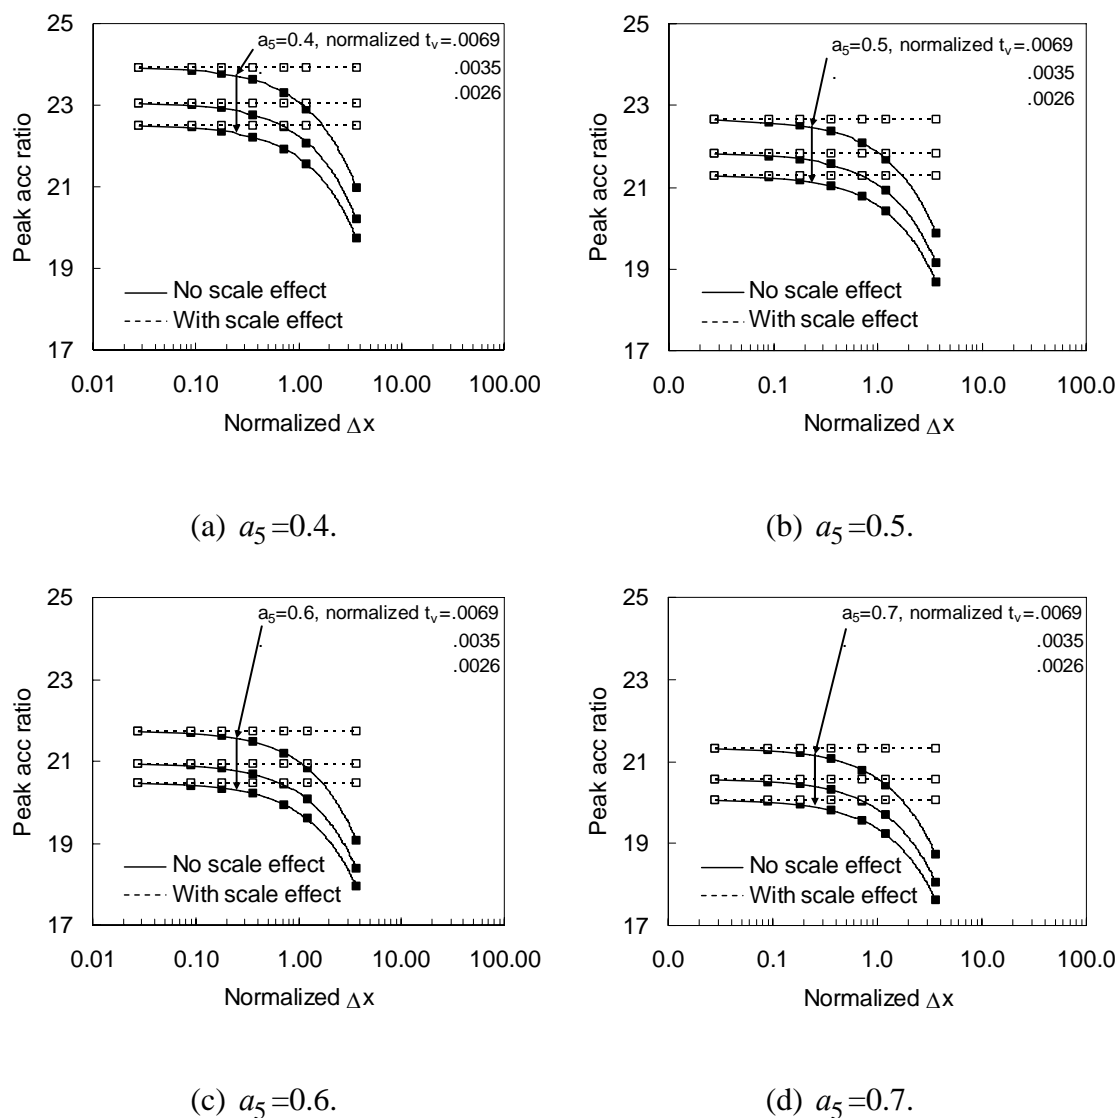 25
a5=0.4, normalized tv=.0069
.0035
.0026
23
21
19
17
Peak acc ratio
No scale effect
With scale effect
0.01 0.10 1.00 10.00 100.00
Normalized Δx
(a) a5=0.4.
25
a5=0.5, normalized tv=.0069
.0035
.0026
23
21
19
17
Peak acc ratio
No scale effect
With scale effect
0.0 0.1 1.0 10.0 100.0
Normalized Δx
(b) a5=0.5.
25
a5=0.6, normalized tv=.0069
.0035
.0026
23
21
19
17
Peak acc ratio
No scale effect
With scale effect
0.01 0.10 1.00 10.00 100.00
Normalized Δx
(c) a5=0.6.
25
a5=0.7, normalized tv=.0069
.0035
.0026
23
21
19
17
Peak acc ratio
No scale effect
With scale effect
0.0 0.1 1.0 10.0 100.0
Normalized Δx
(d) a5=0.7.